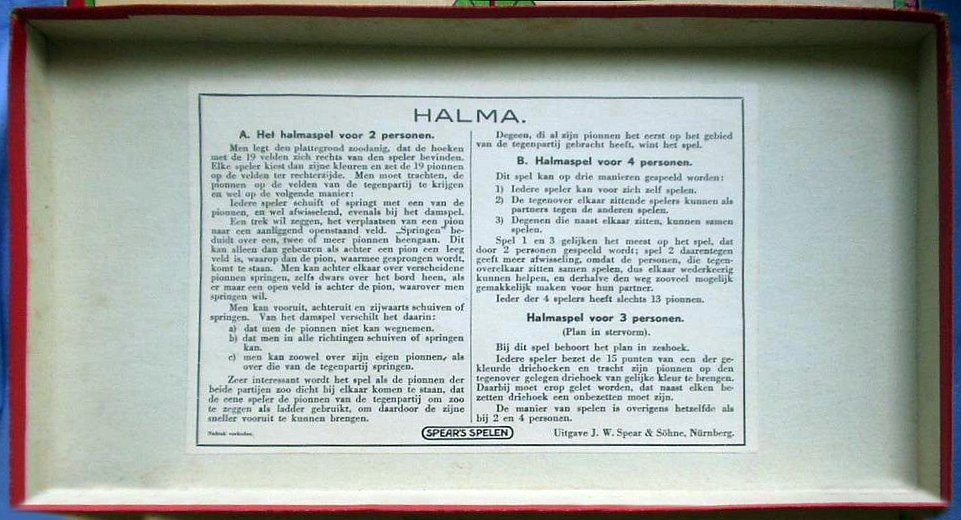 HALMA.
A. Het halmaspel voor 2 personen.
Men legt den plattegrond zoodanig, dat de hoeken
met de 19 velden zich rechts van den speler bevinden.
Elke speler kiest dan zijne kleuren en zet de 19 pionnen
op de velden ter rechterzijde. Men moet trachten, de
pionnen op de velden van de tegenpartij te krijgen
en wel op de volgende manier:
Iedere speler schuift of springt met een van de
pionnen, en wel afwisselend, evenals bij het damspel.
Een trek wil zeggen, het verplaatsen van een pion
naar een aanliggend openstaand veld. „Springen" be-
duidt over een, twee of meer pionnen heengaan. Dit
kan alleen dan gebeuren als achter een pion een leeg
veld is, waarop dan de pion, waarmee gesprongen wordt,
komt te staan. Men kan achter elkaar over verscheidene
pionnen springen, zelfs dwars over het bord heen, als
er maar een open veld is achter de pion, waarover men
springen wil.
Men kan vooruit, achteruit en zijwaarts schuiven of
springen. Van het damspel verschilt het daarin:
a) dat men de pionnen niet kan wegnemen.
b) dat men in alle richtingen schuiven of springen
kan.
c) men kan zoowel over zijn eigen pionnen, als
over die van de tegenpartij springen.
Zeer interessant wordt het spel als de pionnen der
beide partijen zoo dicht bij elkaar komen te staan, dat
de eene speler de pionnen van de tegenpartij om zoo
te zeggen als ladder gebruikt, om daardoor de zijne
sneller vooruit te kunnen brengen.
Nadruk verboden.
Degeen, di al zijn pionnen het eerst op het gebied
van de tegenpartij gebracht heeft, wint het spel.
B. Halmaspel voor 4 personen.
Dit spel kan op drie manieren gespeeld worden:
1) Iedere speler kan voor zich zelf spelen.
2) De tegenover elkaar zittende spelers kunnen als
partners tegen de anderen spelen.
3) Degenen die naast elkaar zitten, kunnen samen
spelen.
Spel 1 en 3 gelijken het meest op het spel, dat
door 2 personen gespeeld wordt; spel 2 daarentegen
geeft meer afwisseling, omdat de personen, die tegen-
overelkaar zitten samen spelen, dus elkaar wederkeerig
kunnen helpen, en derhalve den weg zooveel mogelijk
gemakkelijk maken voor hun partner.
Ieder der 4 spelers heeft slechts 13 pionnen.
Halmaspel voor 3 personen.
(Plan in stervorm).
Bij dit spel behoort het plan in zeshoek.
Iedere speler bezet de 15 punten van een der ge-
kleurde driehoeken en tracht zijn pionnen op den
tegenover gelegen driehoek van gelijke kleur te brengen.
Daarbij moet erop gelet worden, dat naast elken be-
zetten driehoek een onbezetten moet zijn.
De manier van spelen is overigens hetzelfde als
bij 2 en 4 personen.
SPEAR'S SPELEN
Uitgave J. W. Spear & Söhne, Nürnberg.